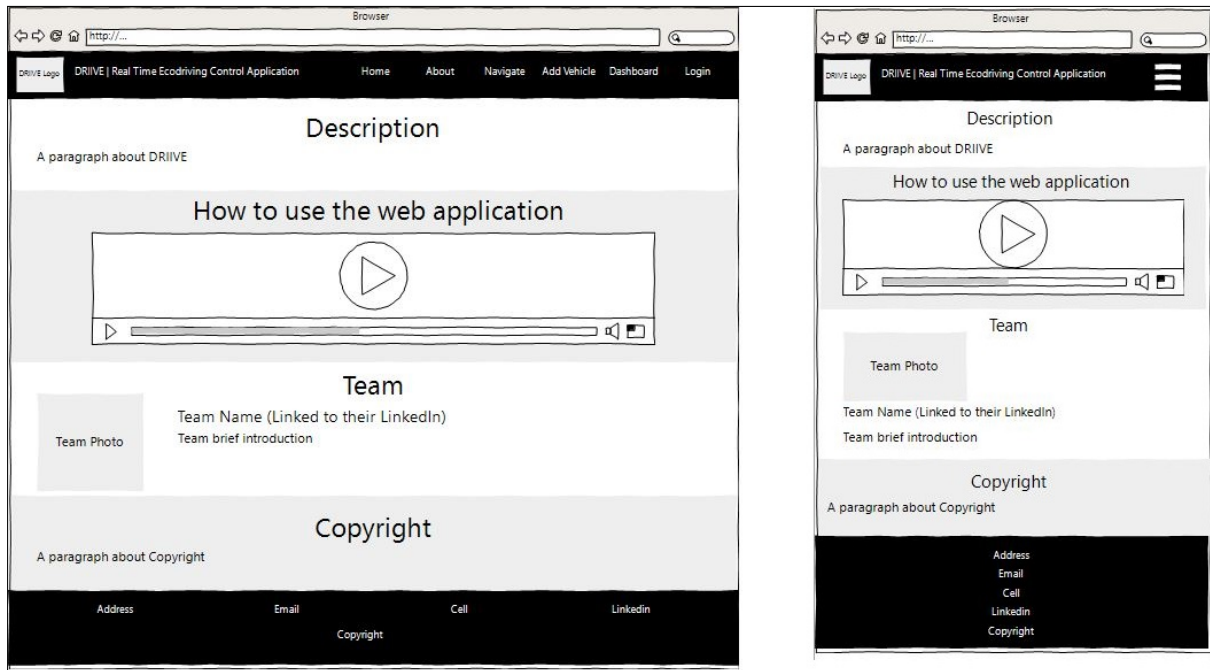 Browser
http://...
DRIIVE Logo DRIIVE | Real Time Ecodriving Control Application Home About Navigate Add Vehicle Dashboard Login
Description
A paragraph about DRIIVE
How to use the web application
Team
Team Photo
Team Name (Linked to their LinkedIn)
Team brief introduction
Copyright
A paragraph about Copyright
Address Email Cell Linkedin
Copyright
Browser
http://...
DRIIVE Logo DRIIVE | Real Time Ecodriving Control Application
Description
A paragraph about DRIIVE
How to use the web application
Team
Team Photo
Team Name (Linked to their LinkedIn)
Team brief introduction
Copyright
A paragraph about Copyright
Address
Email
Cell
Linkedin
Copyright